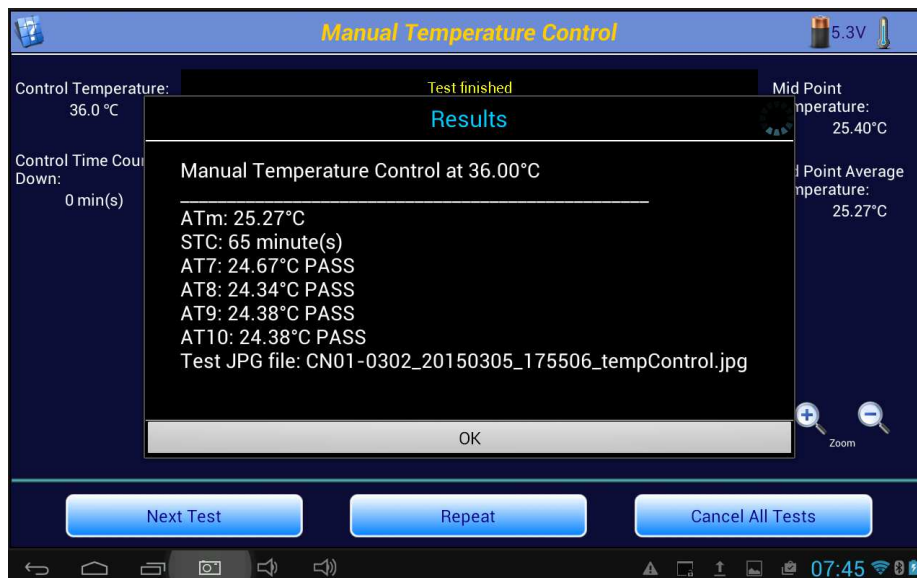 Manual Temperature Control
5.3V
Control Temperature:
36.0 °C
Test finished
Mid Point
mperature:
25.40°C
Control Time Cou
Down:
0 min(s)
d Point Average
mperature:
25.27°C
Results
Manual Temperature Control at 36.00°C
ATm: 25.27°C
STC: 65 minute(s)
AT7: 24.67°C PASS
AT8: 24.34°C PASS
AT9: 24.38°C PASS
AT10: 24.38°C PASS
Test JPG file: CN01-0302_20150305_175506_tempControl.jpg
OK
Zoom
Next Test
Repeat
Cancel All Tests
07:45